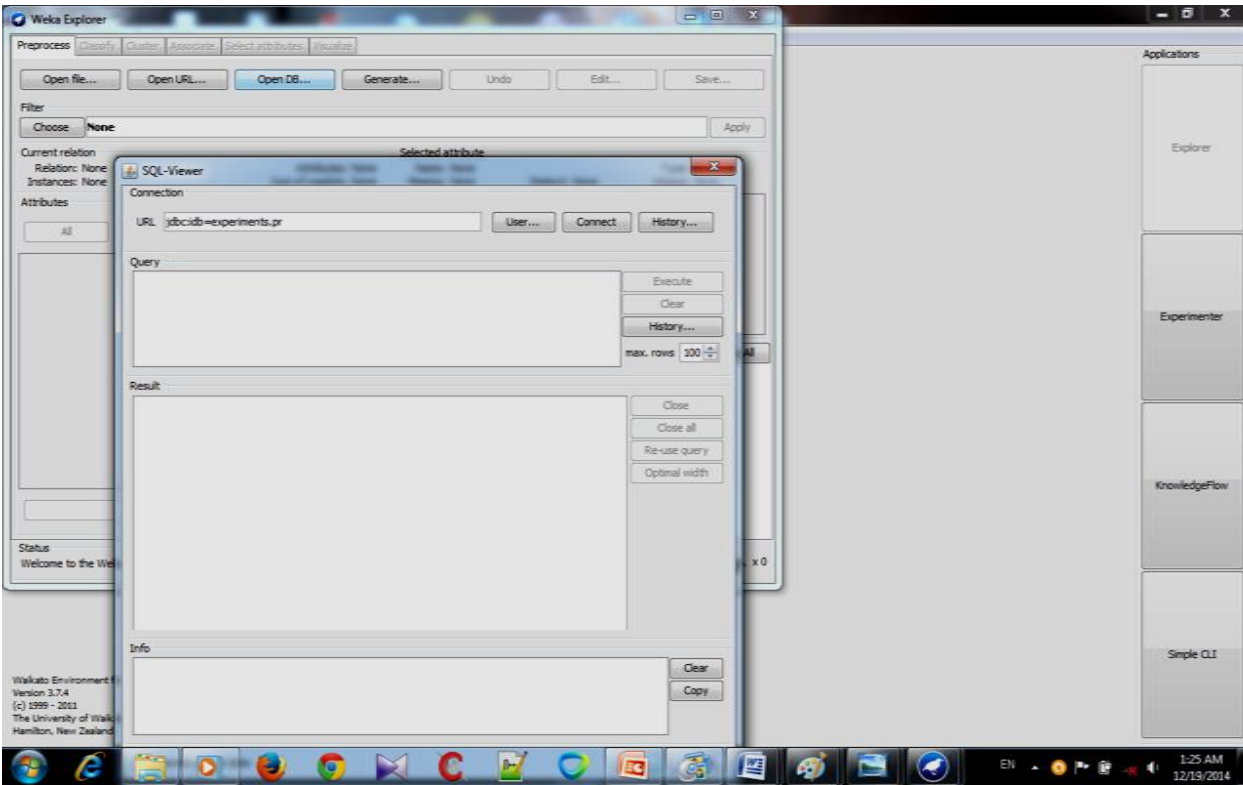 Weka Explorer
Preprocess Classify Cluster Associate Select attributes Visualize
Open file... Open URL... Open DB... Generate... Undo Edit... Save...
Filter
Choose None Apply
Current relation Selected attribute
Relation: None
Instances: None
Attributes
All
SQL-Viewer
Connection
URL jdbc:idb=experiments.pr User... Connect History...
Query
Execute
Clear
History...
max. rows 100
All
Result
Close
Close all
Re-use query
Optimal width
Status
Welcome to the x 0
Info
Clear
Copy
Waikato Environment
Version 3.7.4
(c) 1999 - 2011
The University of
Hamilton, New Zealand
Applications
Explorer
Experimenter
KnowledgeFlow
Simple CLI
EN 1:25 AM
12/19/2014